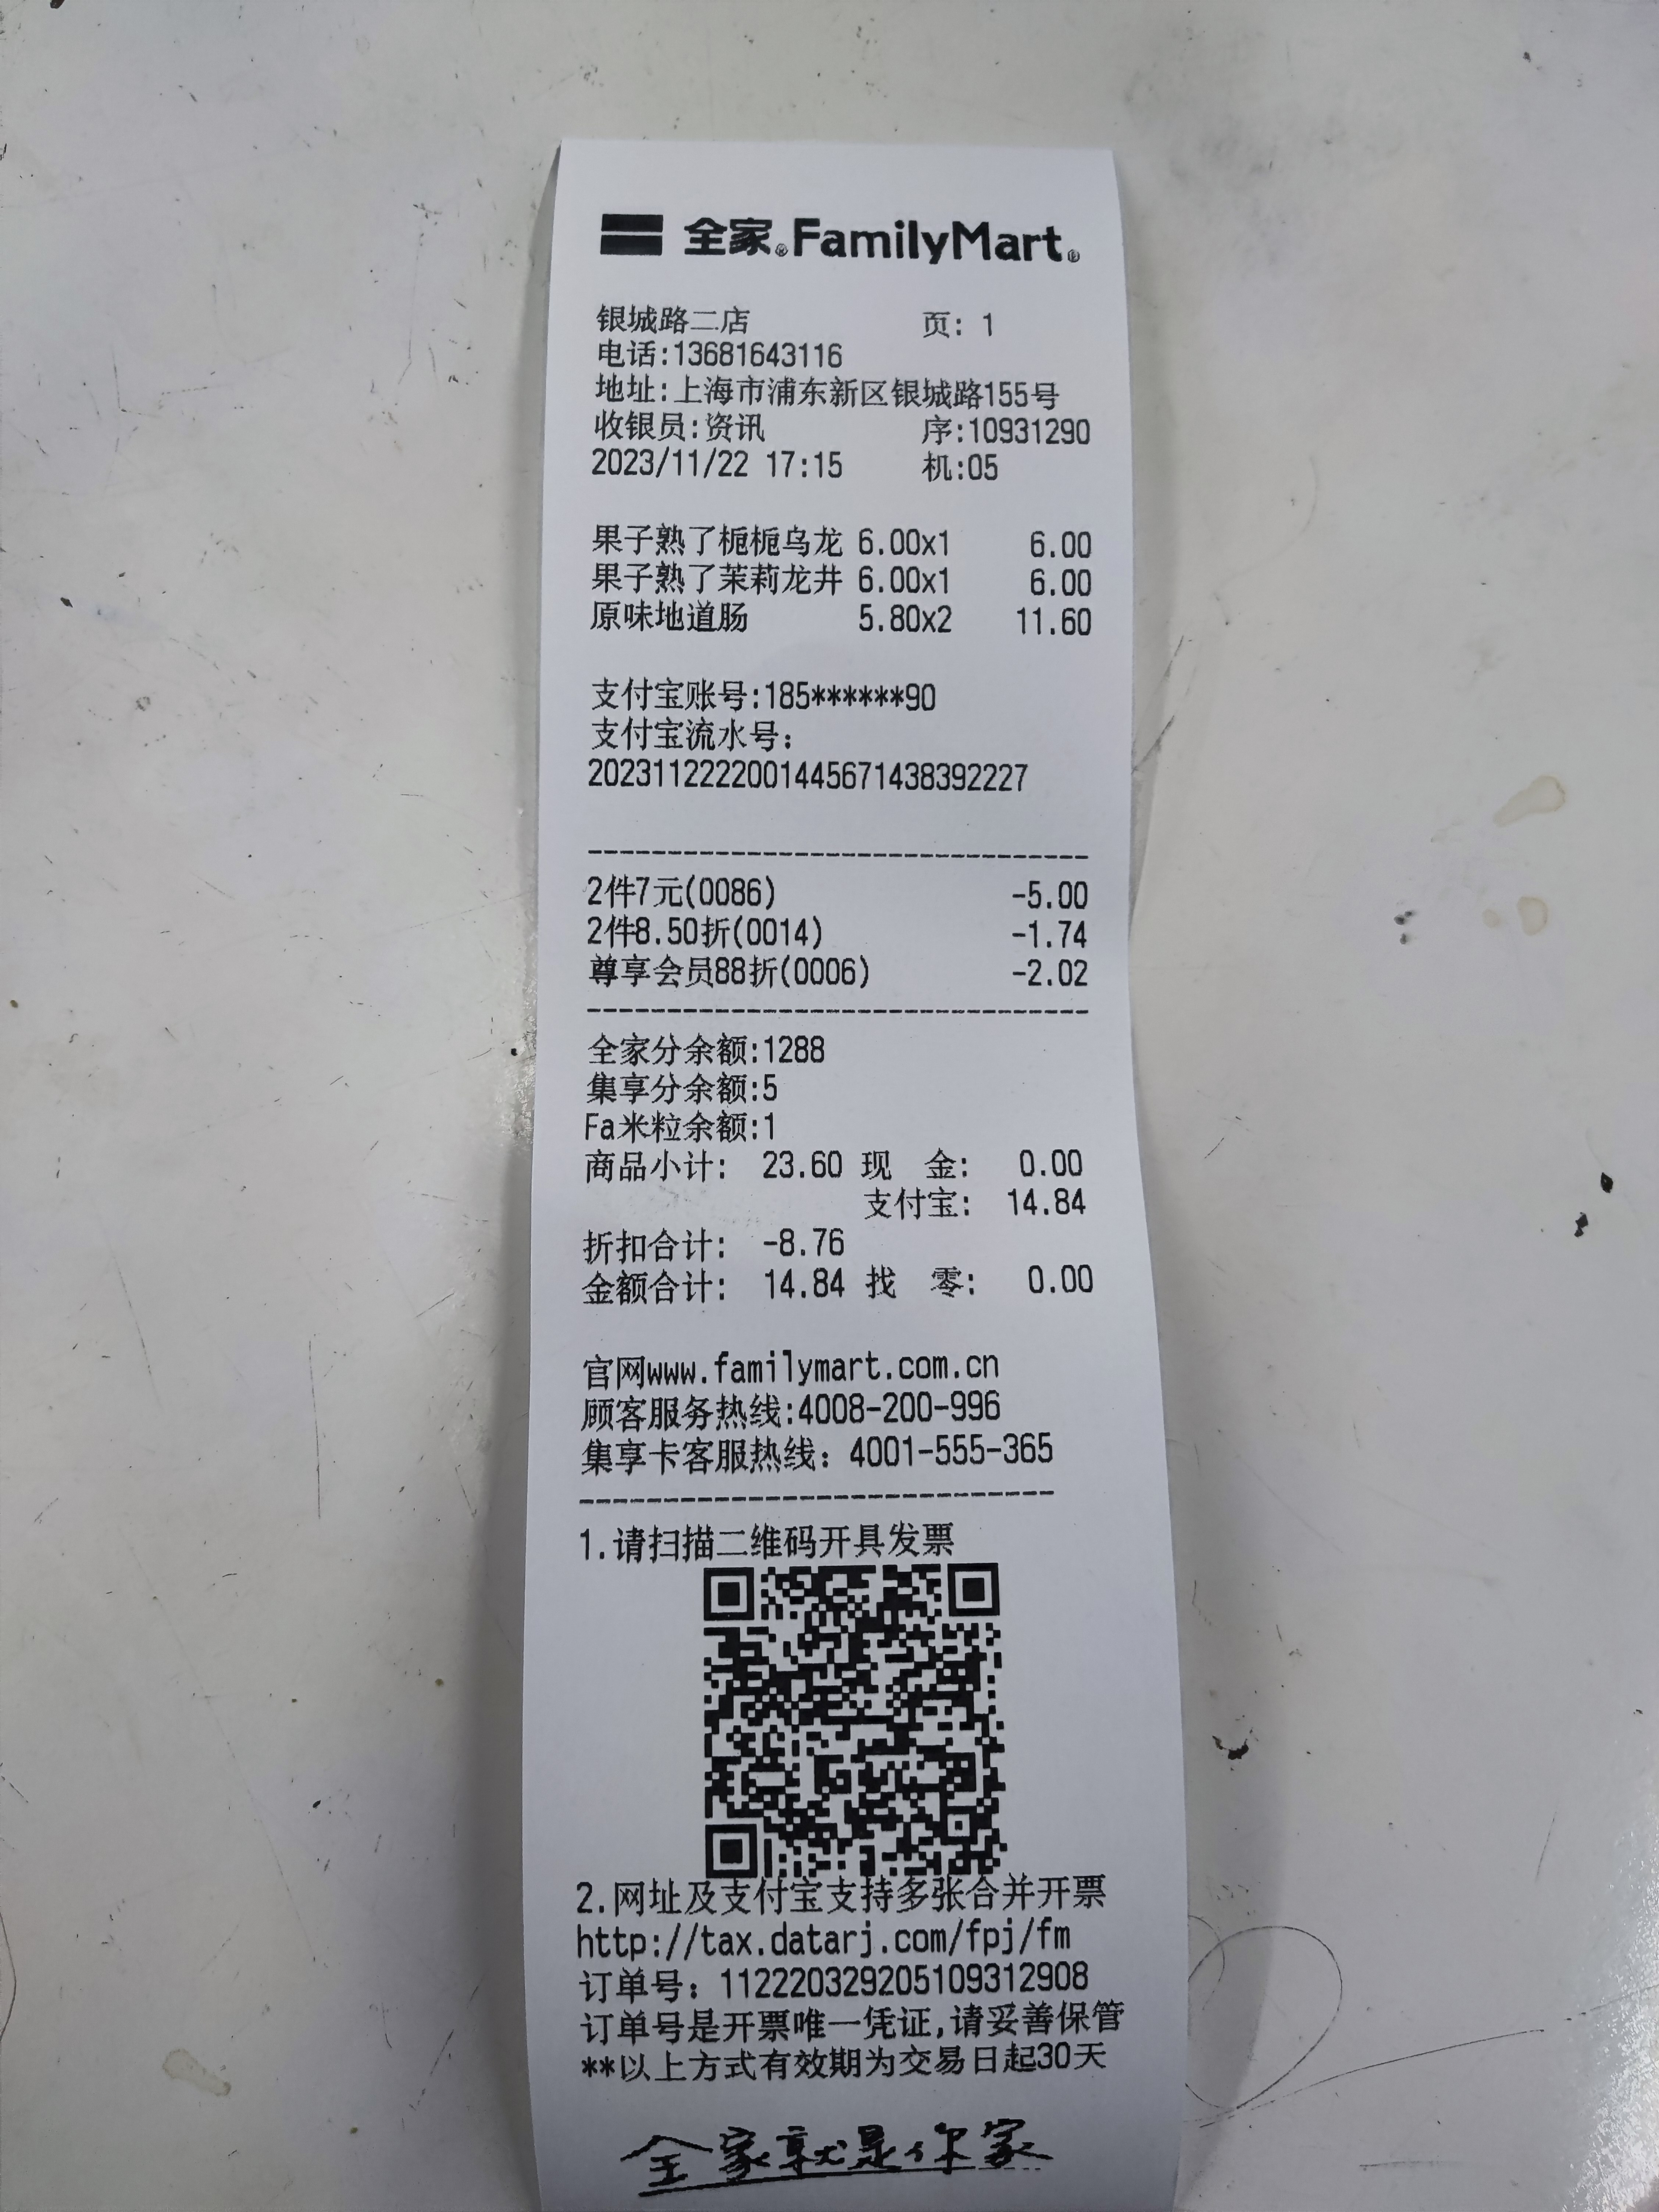 全家®FamilyMart®
银城路二店 页: 1
电话:13681643116
地址:上海市浦东新区银城路155号
收银员:资讯 序:10931290
2023/11/22 17:15 机:05
果子熟了栀栀乌龙 6.00x1 6.00
果子熟了茉莉龙井 6.00x1 6.00
原味地道肠 5.80x2 11.60
支付宝账号:185******90
支付宝流水号:
2023112222001445671438392227
2件7元(0086) -5.00
2件8.50折(0014) -1.74
尊享会员88折(0006) -2.02
全家分余额:1288
集享分余额:5
Fa米粒余额:1
商品小计: 23.60 现 金: 0.00
支付宝: 14.84
折扣合计: -8.76
金额合计: 14.84 找 零: 0.00
官网www.familymart.com.cn
顾客服务热线:4008-200-996
集享卡客服热线: 4001-555-365
1.请扫描二维码开具发票
2.网址及支付宝支持多张合并开票
http://tax.datarj.com/fpj/fm
订单号: 112220329205109312908
订单号是开票唯一凭证,请妥善保管
**以上方式有效期为交易日起30天
全家就是你家